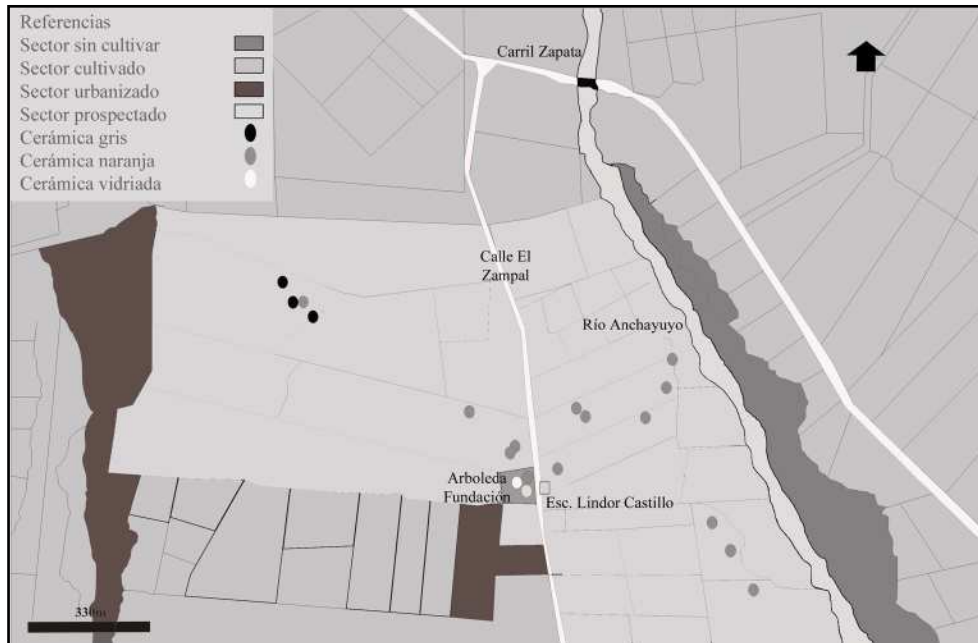 Referencias
Sector sin cultivar
Sector cultivado
Sector urbanizado
Sector prospectado
Cerámica gris
Cerámica naranja
Cerámica vidriada
Carril Zapata
Calle El
Zampal
Río Anchayuyo
Arboleda
Fundación
Esc. Lindor Castillo
330m